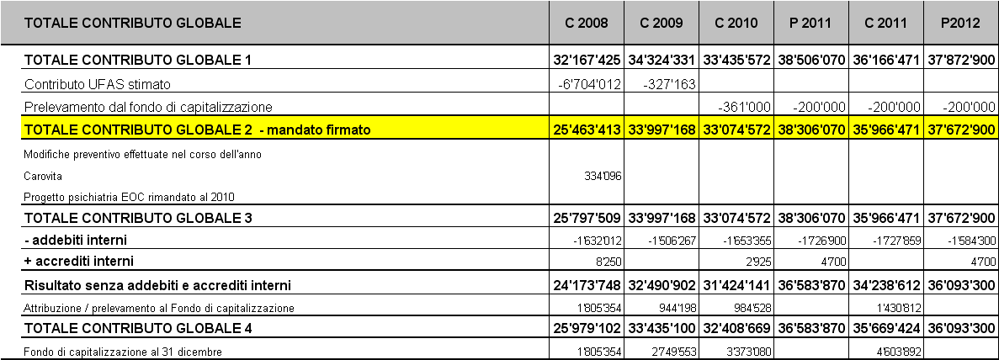 TOTALE CONTRIBUTO GLOBALE C 2008 C 2009 C 2010 P 2011 C 2011 P2012
TOTALE CONTRIBUTO GLOBALE 1 32'167'425 34'324'331 33'435'572 38'506'070 36'166'471 37'872'900
Contributo UFAS stimato -6'704'012 -327'163
Prelevamento dal fondo di capitalizzazione -361'000 -200'000 -200'000 -200'000
TOTALE CONTRIBUTO GLOBALE 2 - mandato firmato 25'463'413 33'997'168 33'074'572 38'306'070 35'966'471 37'672'900
Modifiche preventivo effettuate nel corso dell'anno
Carovita 334'096
Progetto psichiatria EOC rimandato al 2010
TOTALE CONTRIBUTO GLOBALE 3 25'797'509 33'997'168 33'074'572 38'306'070 35'966'471 37'672'900
- addebiti interni -1'632'012 -1'506'267 -1'653'355 -1'726'900 -1'727'859 -1'584'300
+ accrediti interni 8'250 2'925 4'700 4'700
Risultato senza addebiti e accrediti interni 24'173'748 32'490'902 31'424'141 36'583'870 34'238'612 36'093'300
Attribuzione / prelevamento al Fondo di capitalizzazione 1'805'354 944'198 984'528 1'430'812
TOTALE CONTRIBUTO GLOBALE 4 25'979'102 33'435'100 32'408'669 36'583'870 35'669'424 36'093'300
Fondo di capitalizzazione al 31 dicembre 1'805'354 2'749'553 3'373'080 4'603'892